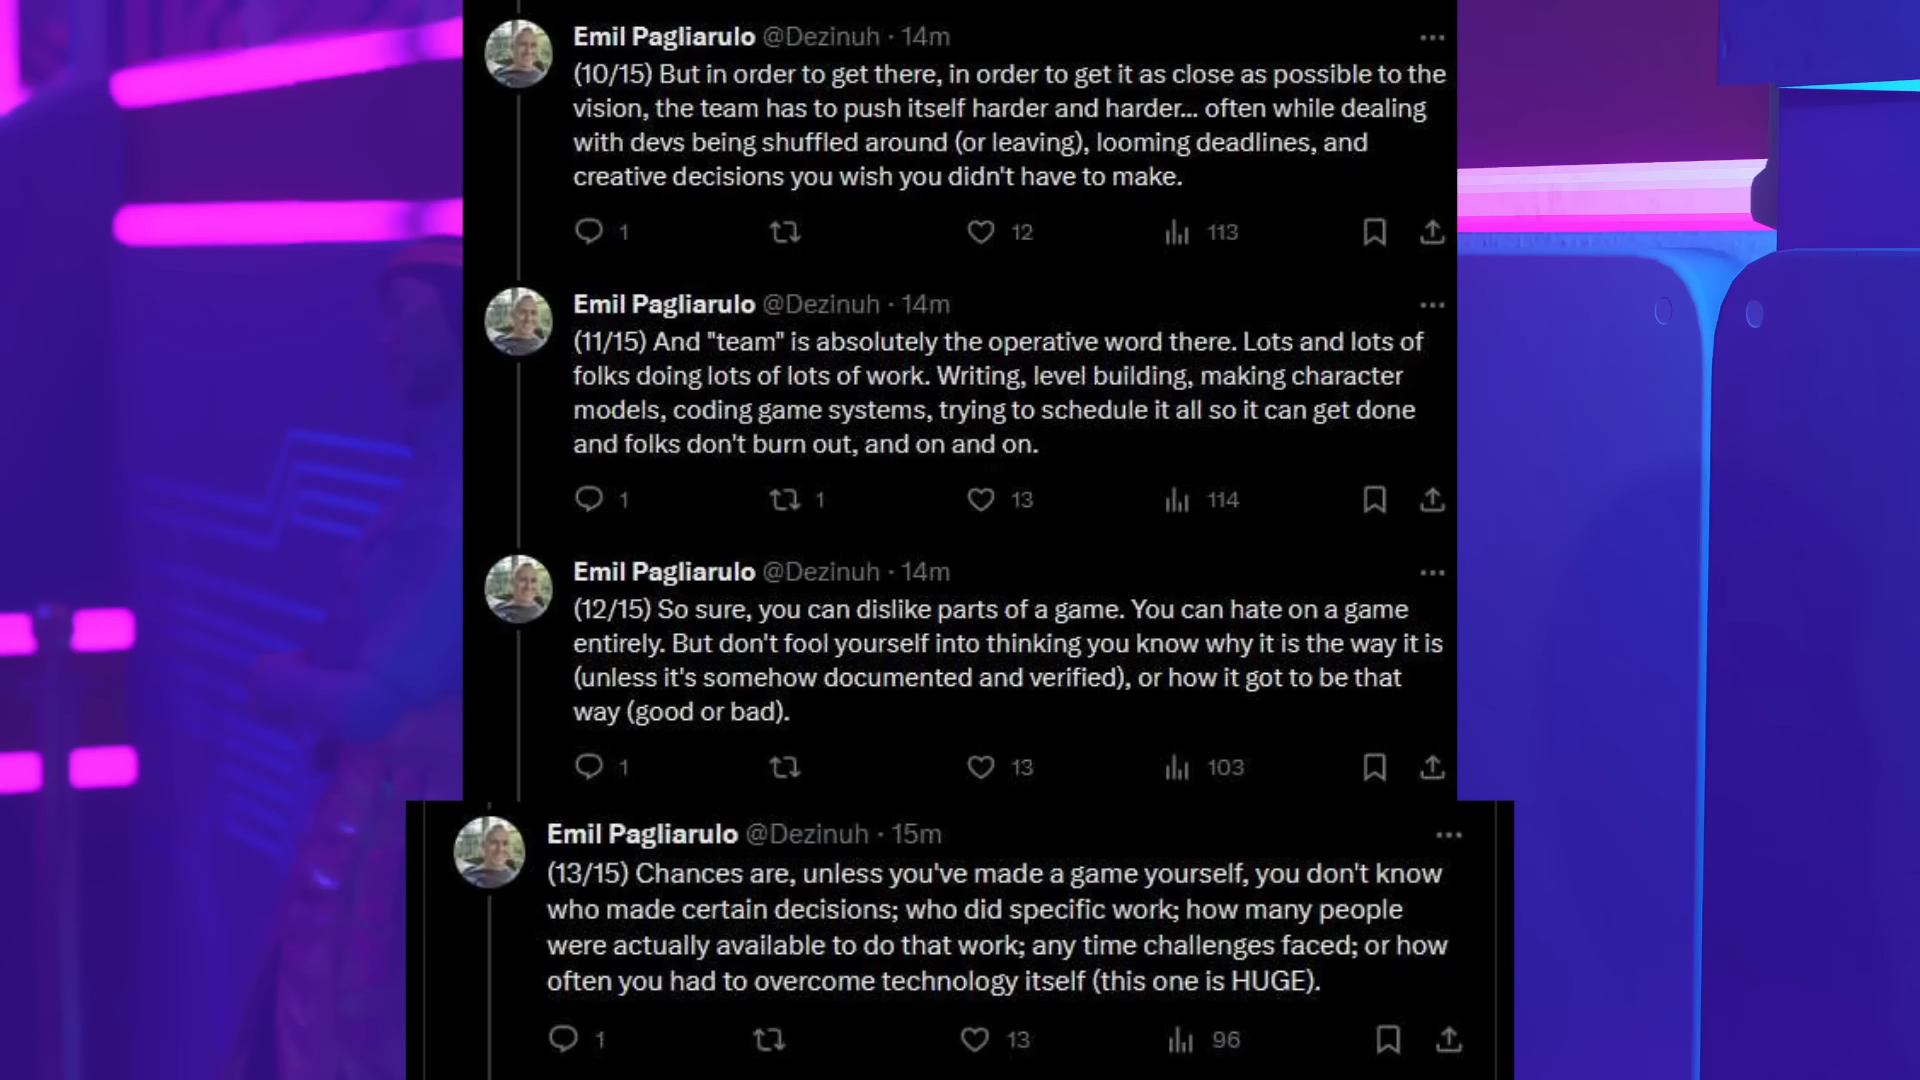 Emil Pagliarulo @Dezinuh · 14m
(10/15) But in order to get there, in order to get it as close as possible to the
vision, the team has to push itself harder and harder... often while dealing
with devs being shuffled around (or leaving), looming deadlines, and
creative decisions you wish you didn't have to make.
1 12 113
Emil Pagliarulo @Dezinuh · 14m
(11/15) And "team" is absolutely the operative word there. Lots and lots of
folks doing lots of lots of work. Writing, level building, making character
models, coding game systems, trying to schedule it all so it can get done
and folks don't burn out, and on and on.
1 1 13 114
Emil Pagliarulo @Dezinuh · 14m
(12/15) So sure, you can dislike parts of a game. You can hate on a game
entirely. But don't fool yourself into thinking you know why it is the way it is
(unless it's somehow documented and verified), or how it got to be that
way (good or bad).
1 13 103
Emil Pagliarulo @Dezinuh · 15m
(13/15) Chances are, unless you've made a game yourself, you don't know
who made certain decisions; who did specific work; how many people
were actually available to do that work; any time challenges faced; or how
often you had to overcome technology itself (this one is HUGE).
1 13 96